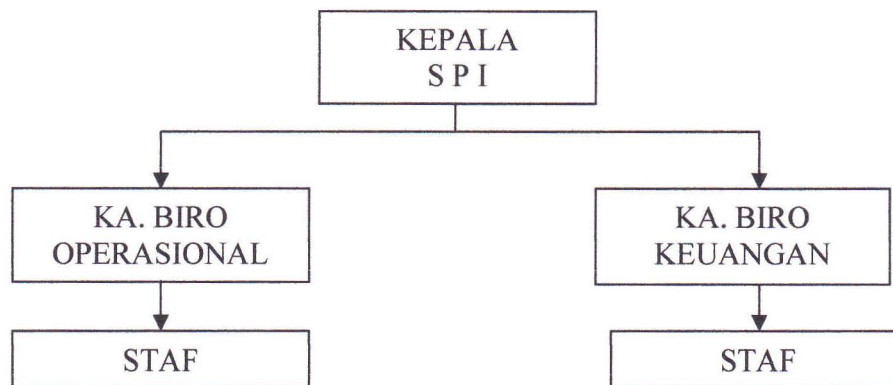 KEPALA
S P I
KA. BIRO
OPERASIONAL
KA. BIRO
KEUANGAN
STAF
STAF